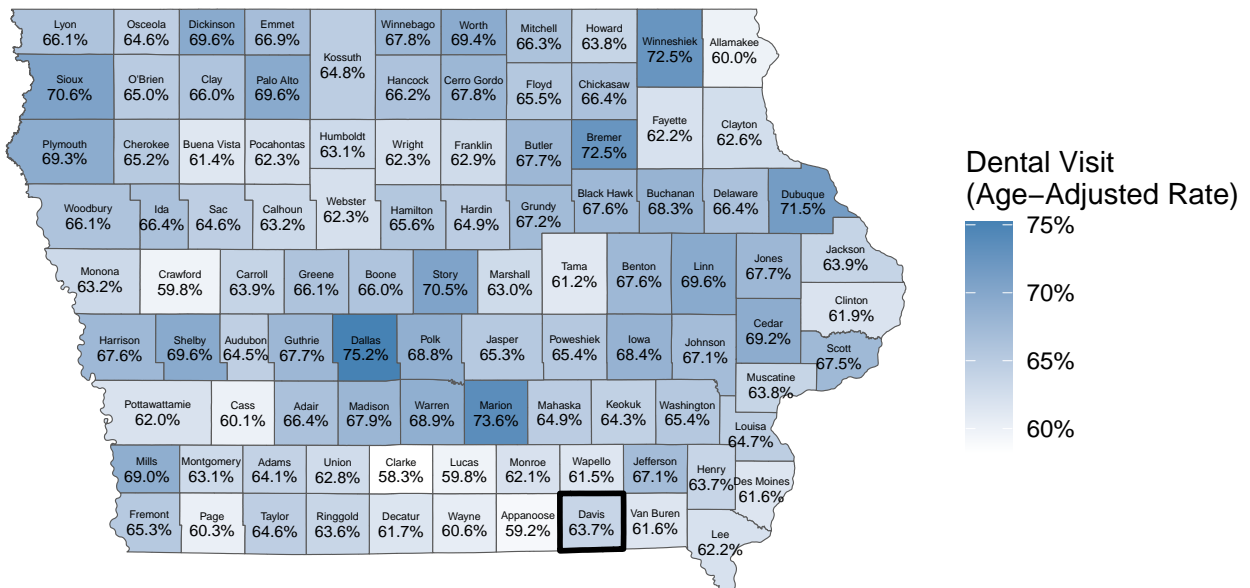 Lyon
66.1%
Osceola
64.6%
Dickinson
69.6%
Emmet
66.9%
Winnebago
67.8%
Worth
69.4%
Mitchell
66.3%
Howard
63.8%
Winneshiek
72.5%
Allamakee
60.0%
Kossuth
64.8%
Sioux
70.6%
O'Brien
65.0%
Clay
66.0%
Palo Alto
69.6%
Hancock
66.2%
Cerro Gordo
67.8%
Floyd
65.5%
Chickasaw
66.4%
Fayette
62.2%
Clayton
62.6%
Plymouth
69.3%
Cherokee
65.2%
Buena Vista
61.4%
Pocahontas
62.3%
Humboldt
63.1%
Wright
62.3%
Franklin
62.9%
Butler
67.7%
Bremer
72.5%
Woodbury
66.1%
Ida
66.4%
Sac
64.6%
Calhoun
63.2%
Webster
62.3%
Hamilton
65.6%
Hardin
64.9%
Grundy
67.2%
Black Hawk
67.6%
Buchanan
68.3%
Delaware
66.4%
Dubuque
71.5%
Monona
63.2%
Crawford
59.8%
Carroll
63.9%
Greene
66.1%
Boone
66.0%
Story
70.5%
Marshall
63.0%
Tama
61.2%
Benton
67.6%
Linn
69.6%
Jones
67.7%
Jackson
63.9%
Clinton
61.9%
Harrison
67.6%
Shelby
69.6%
Audubon
64.5%
Guthrie
67.7%
Dallas
75.2%
Polk
68.8%
Jasper
65.3%
Poweshiek
65.4%
Iowa
68.4%
Johnson
67.1%
Cedar
69.2%
Scott
67.5%
Muscatine
63.8%
Pottawattamie
62.0%
Cass
60.1%
Adair
66.4%
Madison
67.9%
Warren
68.9%
Marion
73.6%
Mahaska
64.9%
Keokuk
64.3%
Washington
65.4%
Louisa
64.7%
Mills
69.0%
Montgomery
63.1%
Adams
64.1%
Union
62.8%
Clarke
58.3%
Lucas
59.8%
Monroe
62.1%
Wapello
61.5%
Jefferson
67.1%
Henry
63.7%
Des Moines
61.6%
Fremont
65.3%
Page
60.3%
Taylor
64.6%
Ringgold
63.6%
Decatur
61.7%
Wayne
60.6%
Appanoose
59.2%
Davis
63.7%
Van Buren
61.6%
Lee
62.2%
Dental Visit
(Age−Adjusted Rate)
75%
70%
65%
60%